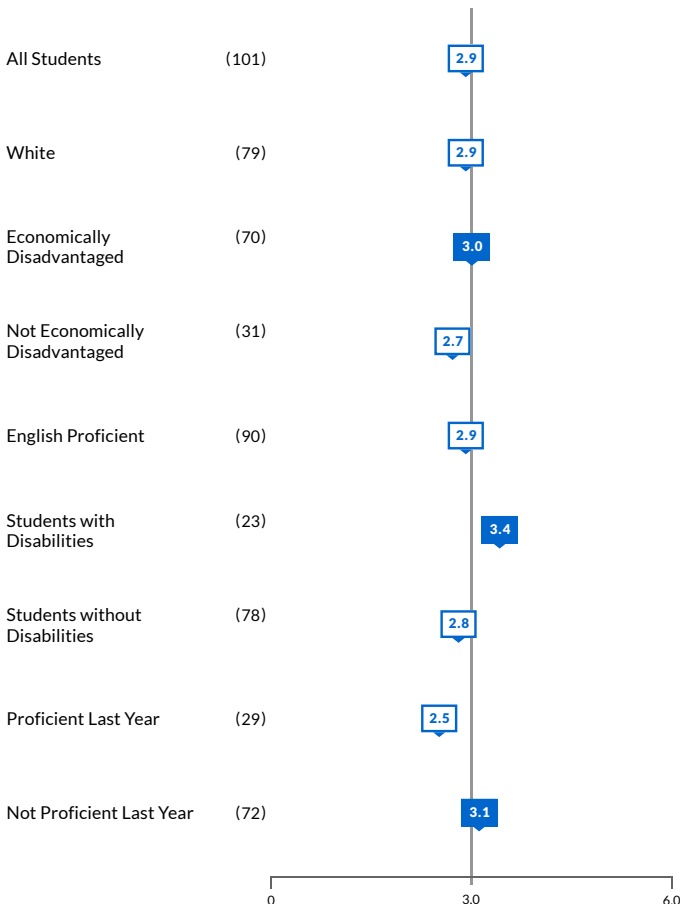 All Students (101) 2.9
White (79) 2.9
Economically (70)
Disadvantaged 3.0
Not Economically (31)
Disadvantaged 2.7
English Proficient (90) 2.9
Students with (23)
Disabilities 3.4
Students without (78)
Disabilities 2.8
Proficient Last Year (29) 2.5
Not Proficient Last Year (72) 3.1
0 3.0 6.0